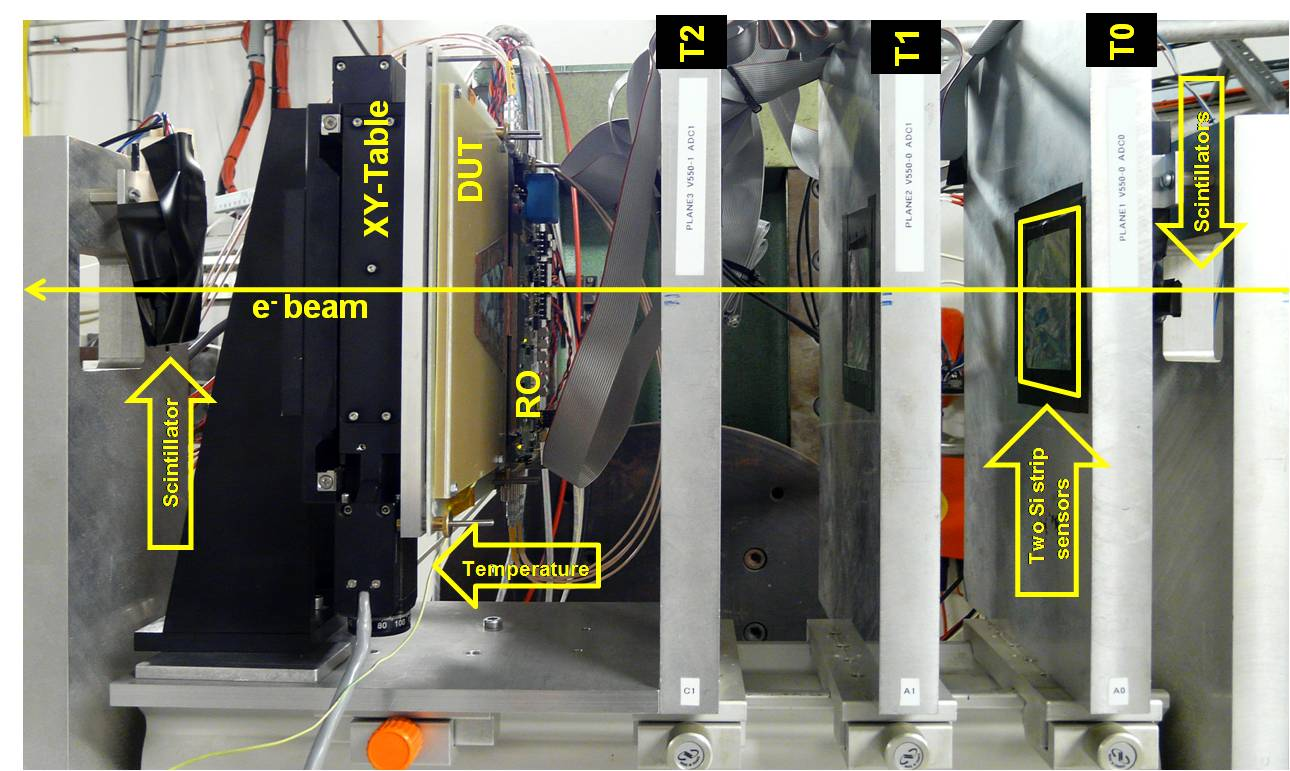 T2
T1
T0
XY-Table
DUT
PLANE3 V550-1 ADC1
PLANE2 V550-0 ADC1
PLANE1 V550-0 ADC0
Scintillators
e- beam
RO
Scintillator
Two Si strip
sensors
Temperature
80 100
C1
A1
A0